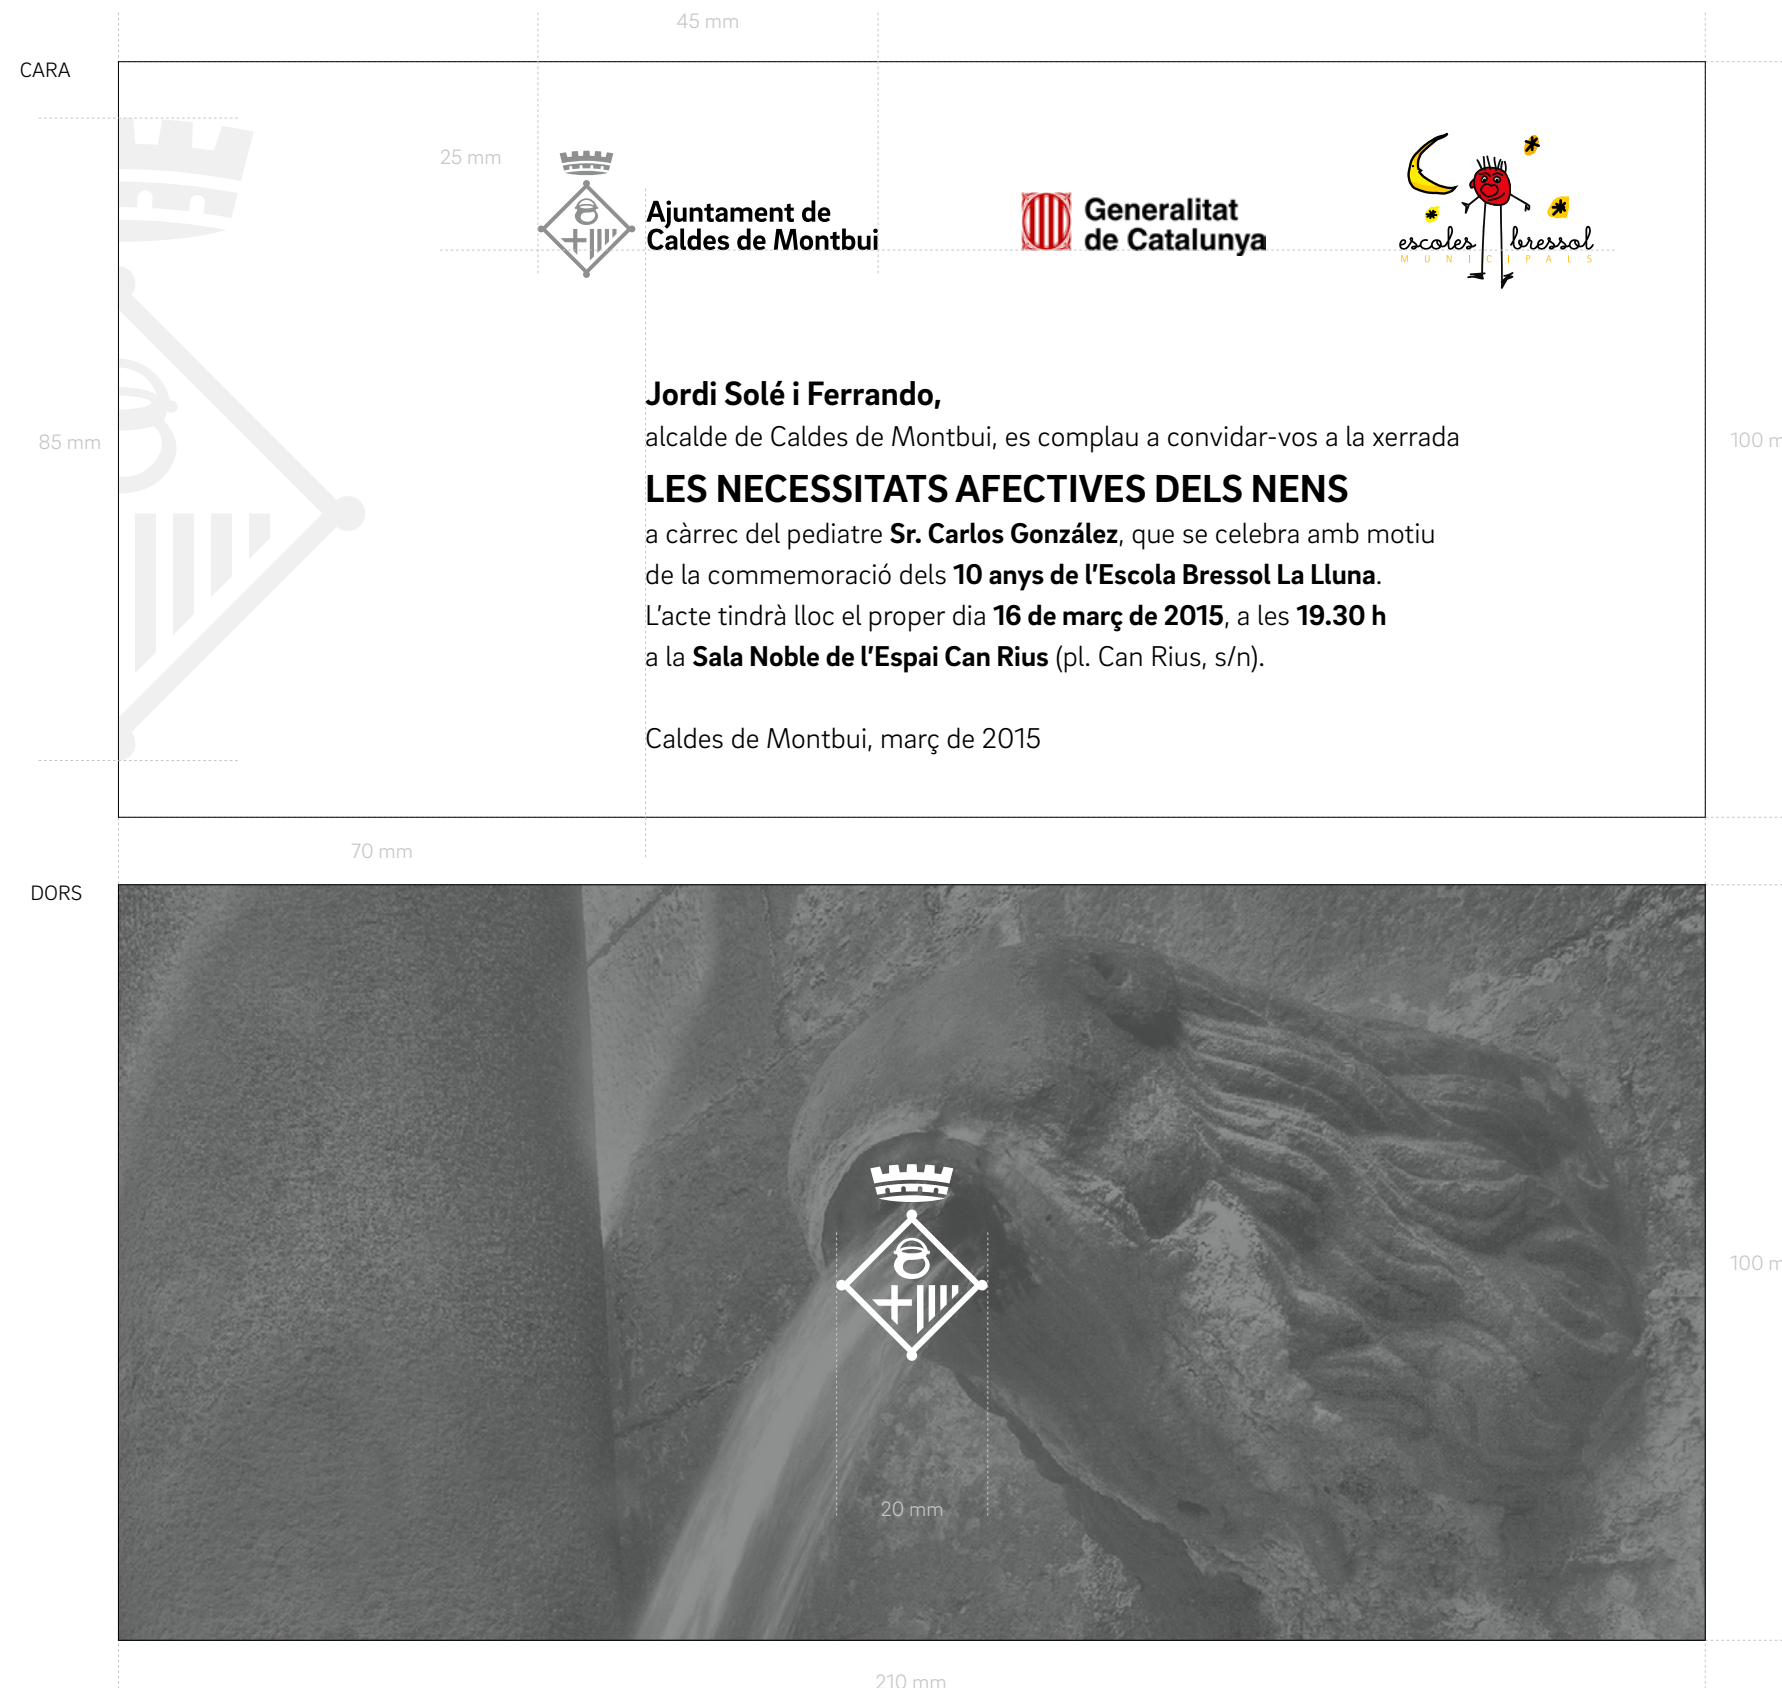 45 mm
CARA
25 mm
Ajuntament de
Caldes de Montbui
Generalitat
de Catalunya
escoles bressol
MUNICIPALS
Jordi Solé i Ferrando,
alcalde de Caldes de Montbui, es complau a convidar-vos a la xerrada
85 mm
100 m
LES NECESSITATS AFECTIVES DELS NENS
a càrrec del pediatre Sr. Carlos González, que se celebra amb motiu
de la commemoració dels 10 anys de l’Escola Bressol La Lluna.
L’acte tindrà lloc el proper dia 16 de març de 2015, a les 19.30 h
a la Sala Noble de l’Espai Can Rius (pl. Can Rius, s/n).
Caldes de Montbui, març de 2015
70 mm
DORS
100 m
20 mm
210 mm